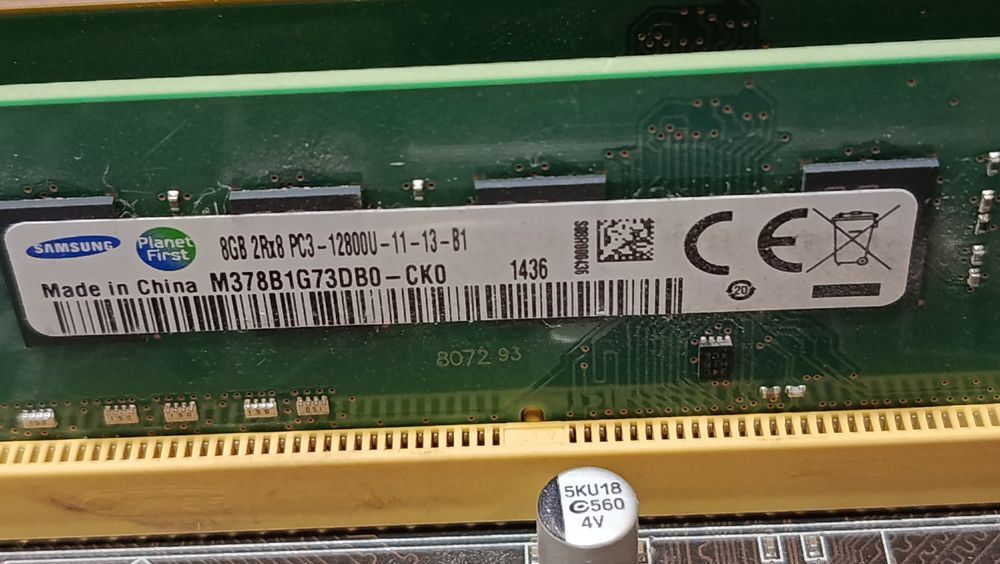 SAMSUNG
Planet
First
8GB 2Rx8 PC3-12800U-11-13-B1
Made in China M378B1G73DB0-CK0
1436
CE
20
8072 93
5KU18
560
4V